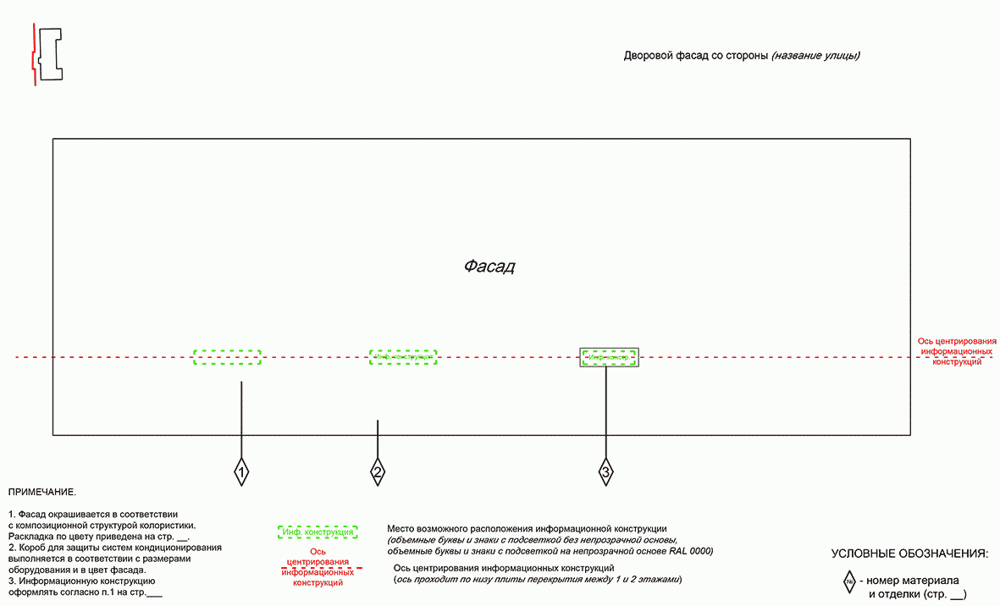 Дворовой фасад со стороны (название улицы)
Фасад
Инф. конструкция
Инф. констр.
Ось центрирования
информационных
конструкций
1
2
3
ПРИМЕЧАНИЕ.
1. Фасад окрашивается в соответствии
с композиционной структурой колористики.
Раскладка по цвету приведена на стр. __.
2. Короб для защиты систем кондиционирования
выполняется в соответствии с размерами
оборудования и в цвет фасада.
3. Информационную конструкцию
оформлять согласно п.1 на стр.___
Инф. конструкция
Место возможного расположения информационной конструкции
(объемные буквы и знаки с подсветкой без непрозрачной основы,
объемные буквы и знаки с подсветкой на непрозрачной основе RAL 0000)
Ось
центрирования
информационных
конструкций
Ось центрирования информационных конструкций
(ось проходит по низу плиты перекрытия между 1 и 2 этажами)
УСЛОВНЫЕ ОБОЗНАЧЕНИЯ:
№ - номер материала
и отделки (стр. __)